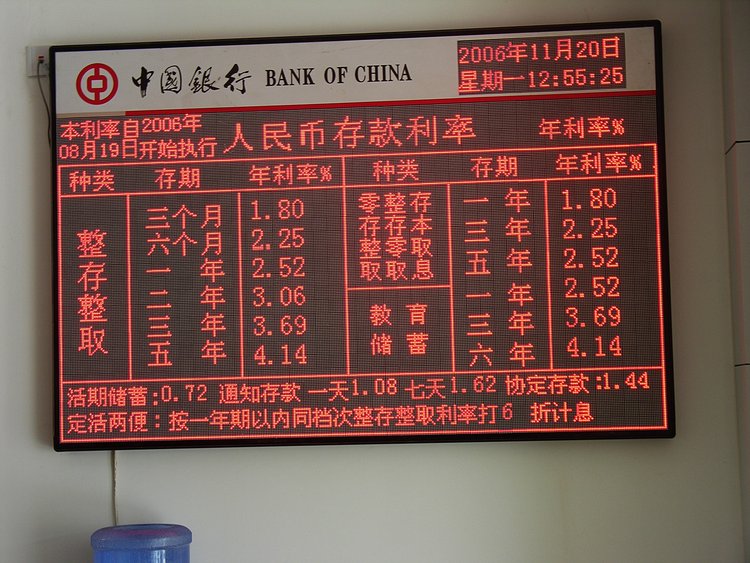 中国銀行 BANK OF CHINA
2006年11月20日
星期一12:55:25
本利率自2006年
08月19日开始执行
人民币存款利率
年利率%
种类 存期 年利率% 种类 存期 年利率%
整存整取
三个月 1.80
六个月 2.25
一年 2.52
二年 3.06
三年 3.69
五年 4.14
零整存
存存本
整零取
取取息
一年 1.80
三年 2.25
五年 2.52
教育
储蓄
一年 2.52
三年 3.69
六年 4.14
活期储蓄:0.72 通知存款 一天1.08 七天1.62 协定存款:1.44
定活两便：按一年期以内同档次整存整取利率打6 折计息